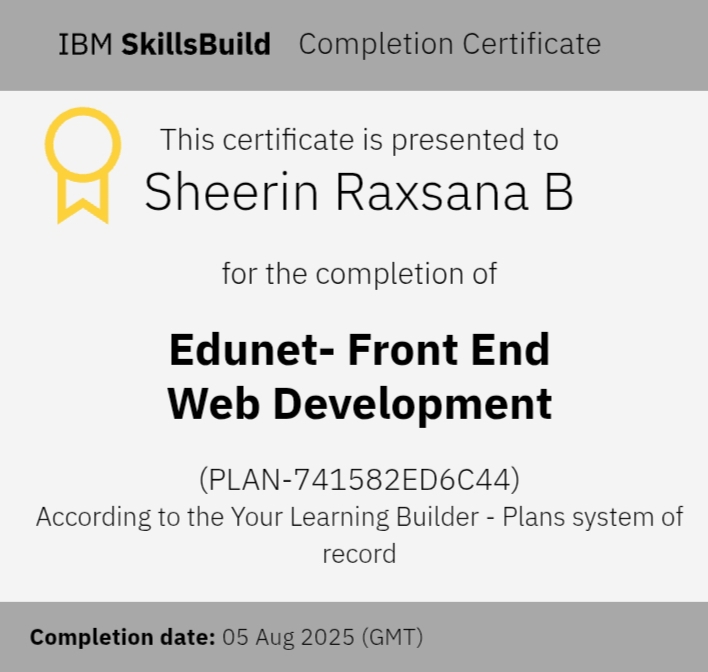 IBM SkillsBuild Completion Certificate
This certificate is presented to
Sheerin Raxsana B
for the completion of
Edunet- Front End
Web Development
(PLAN-741582ED6C44)
According to the Your Learning Builder - Plans system of
record
Completion date: 05 Aug 2025 (GMT)